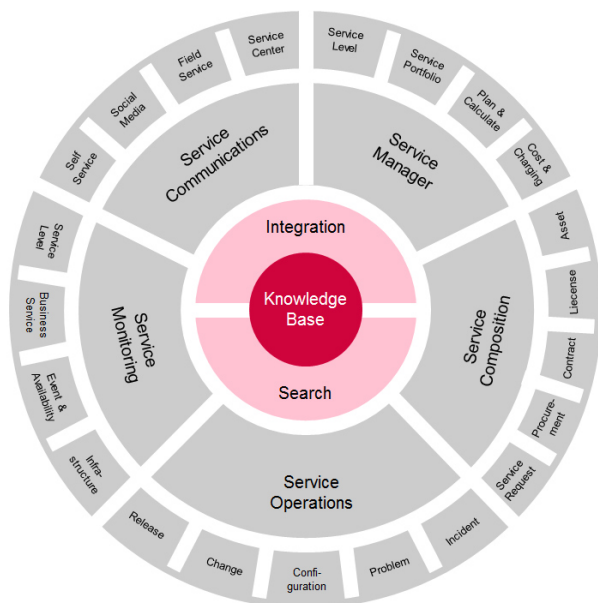 Service
Center
Service
Level
Field
Service
Service
Portfolio
Social
Media
Plan &
Calculate
Self
Service
Cost &
Charging
Service
Communications
Service
Manager
Service
Level
Asset
Integration
Business
Service
Liecense
Knowledge
Base
Service
Monitoring
Service
Composition
Contract
Event &
Availability
Search
Procure-
ment
Infra-
structure
Service
Request
Service
Operations
Release
Incident
Change
Problem
Confi-
guration